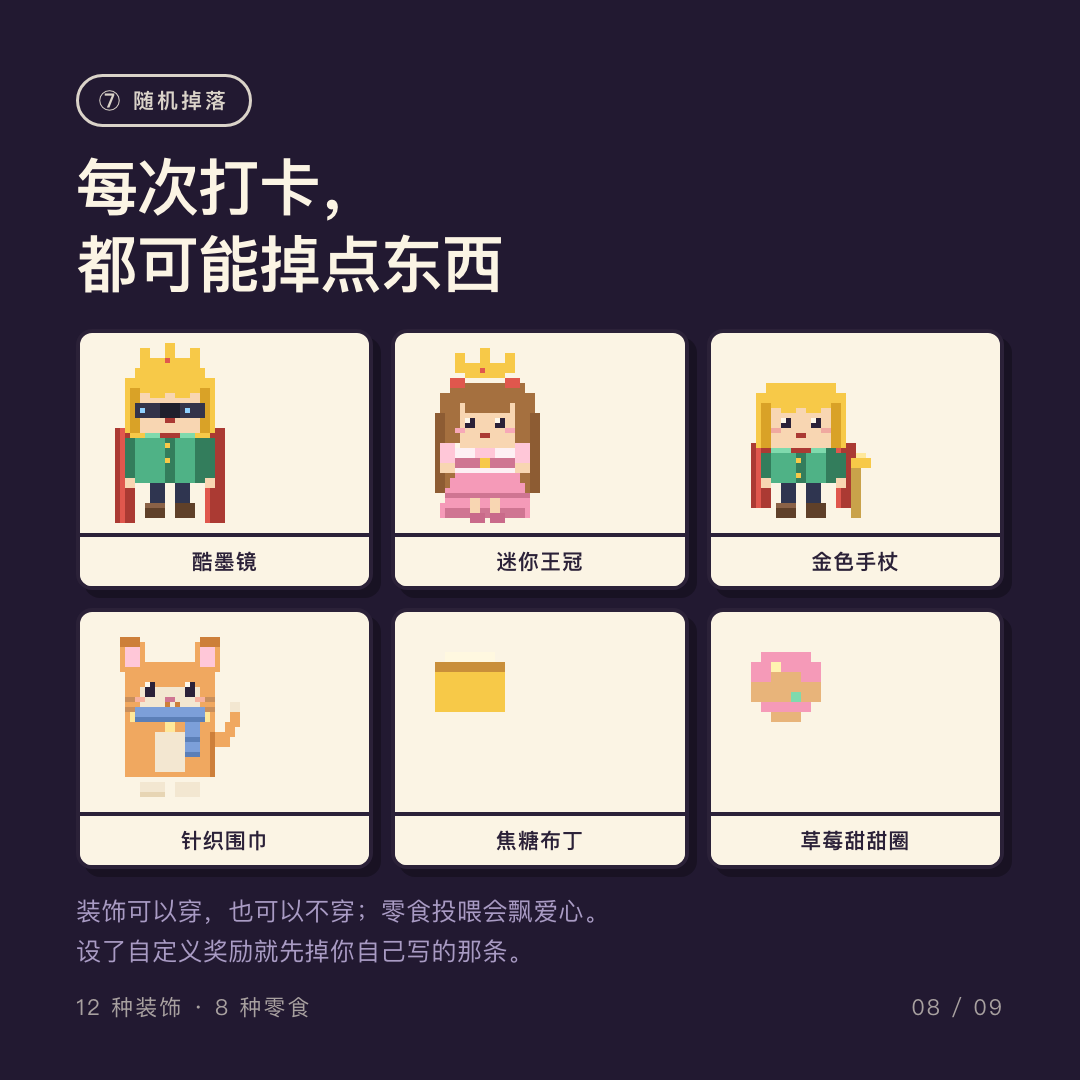 ⑦ 随机掉落
每次打卡，
都可能掉点东西
酷墨镜
迷你王冠
金色手杖
针织围巾
焦糖布丁
草莓甜甜圈
装饰可以穿，也可以不穿；零食投喂会飘爱心。
设了自定义奖励就先掉你自己写的那条。
12 种装饰 · 8 种零食
08 / 09